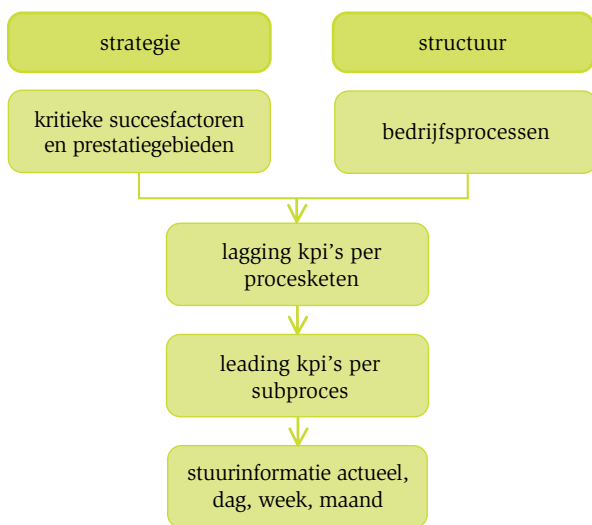 strategie
structuur
kritieke succesfactoren
en prestatiegebieden
bedrijfsprocessen
lagging kpi's per
procesketen
leading kpi's per
subproces
stuurinformatie actueel,
dag, week, maand